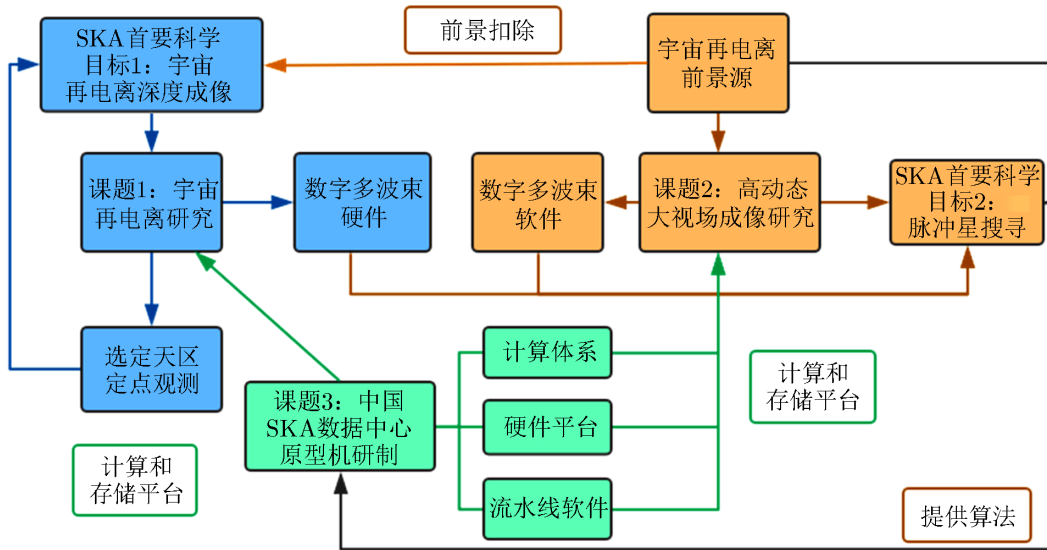 SKA首要科学
目标1：宇宙
再电离深度成像
前景扣除
宇宙再电离
前景源
课题1：宇宙
再电离研究
数字多波束
硬件
数字多波束
软件
课题2：高动态
大视场成像研究
SKA首要科学
目标2：
脉冲星搜寻
选定天区
定点观测
计算体系
计算和
存储平台
课题3：中国
SKA数据中心
原型机研制
硬件平台
计算和
存储平台
流水线软件
提供算法